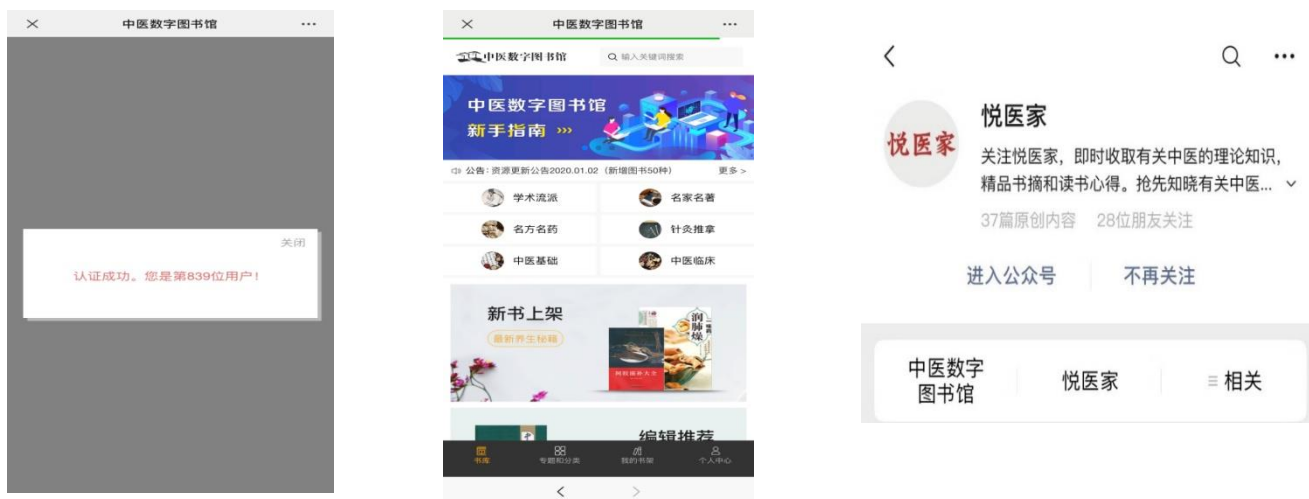 中医数字图书馆
关闭
认证成功。您是第839位用户!
中医数字图书馆
中医数字图书馆
输入关键词搜索
中医数字图书馆
新手指南 >>>
公告: 资源更新公告2020.01.02 (新增图书50种) 更多 >
学术流派 名家名著
名方名药 针灸推拿
中医基础 中医临床
新书上架
最新养生秘籍
润肺燥
编辑推荐
书库 专题和分类 我的书架 个人中心
悦医家
悦医家
关注悦医家，即时收取有关中医的理论知识，
精品书摘和读书心得。抢先知晓有关中医...
37篇原创内容 28位朋友关注
进入公众号 不再关注
中医数字
图书馆
悦医家
相关